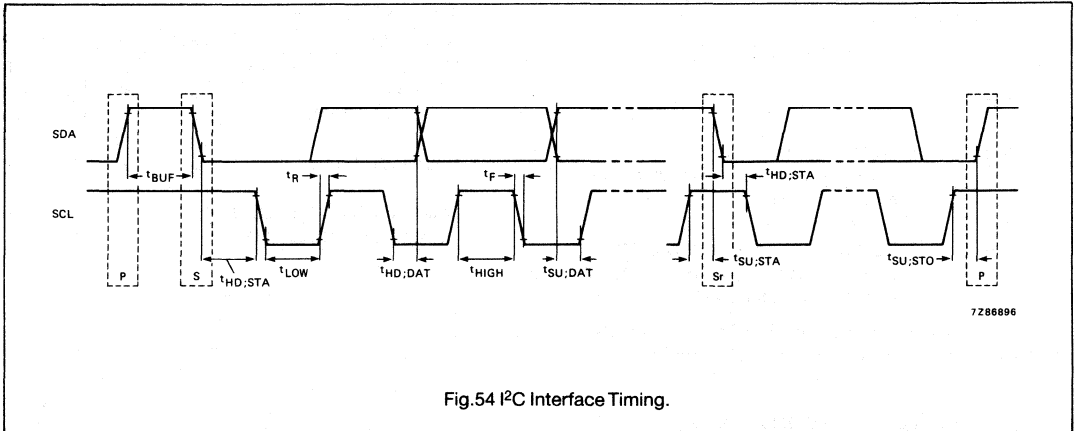 SDA
tBUF
tR
tF
tHD;STA
SCL
P
S
tHD;STA
tLOW
tHD;DAT
tHIGH
tSU;DAT
Sr
tSU;STA
tSU;STO
P
7Z86896
Fig.54 I²C Interface Timing.